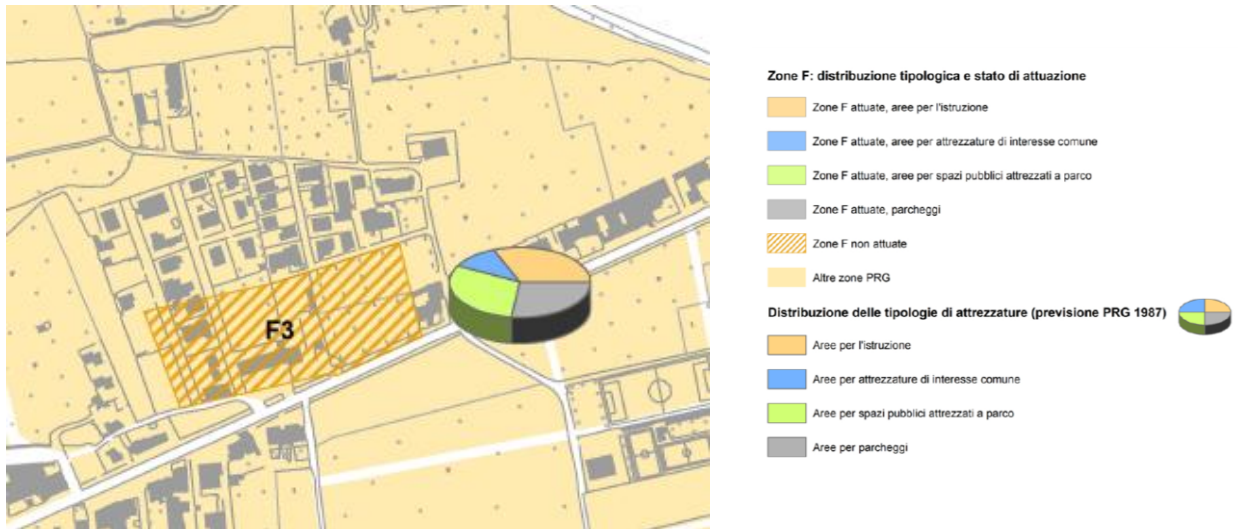 F3
Zone F: distribuzione tipologica e stato di attuazione
Zone F attuate, aree per l'istruzione
Zone F attuate, aree per attrezzature di interesse comune
Zone F attuate, aree per spazi pubblici attrezzati a parco
Zone F attuate, parcheggi
Zone F non attuate
Altre zone PRG
Distribuzione delle tipologie di attrezzature (previsione PRG 1987)
Aree per l'istruzione
Aree per attrezzature di interesse comune
Aree per spazi pubblici attrezzati a parco
Aree per parcheggi